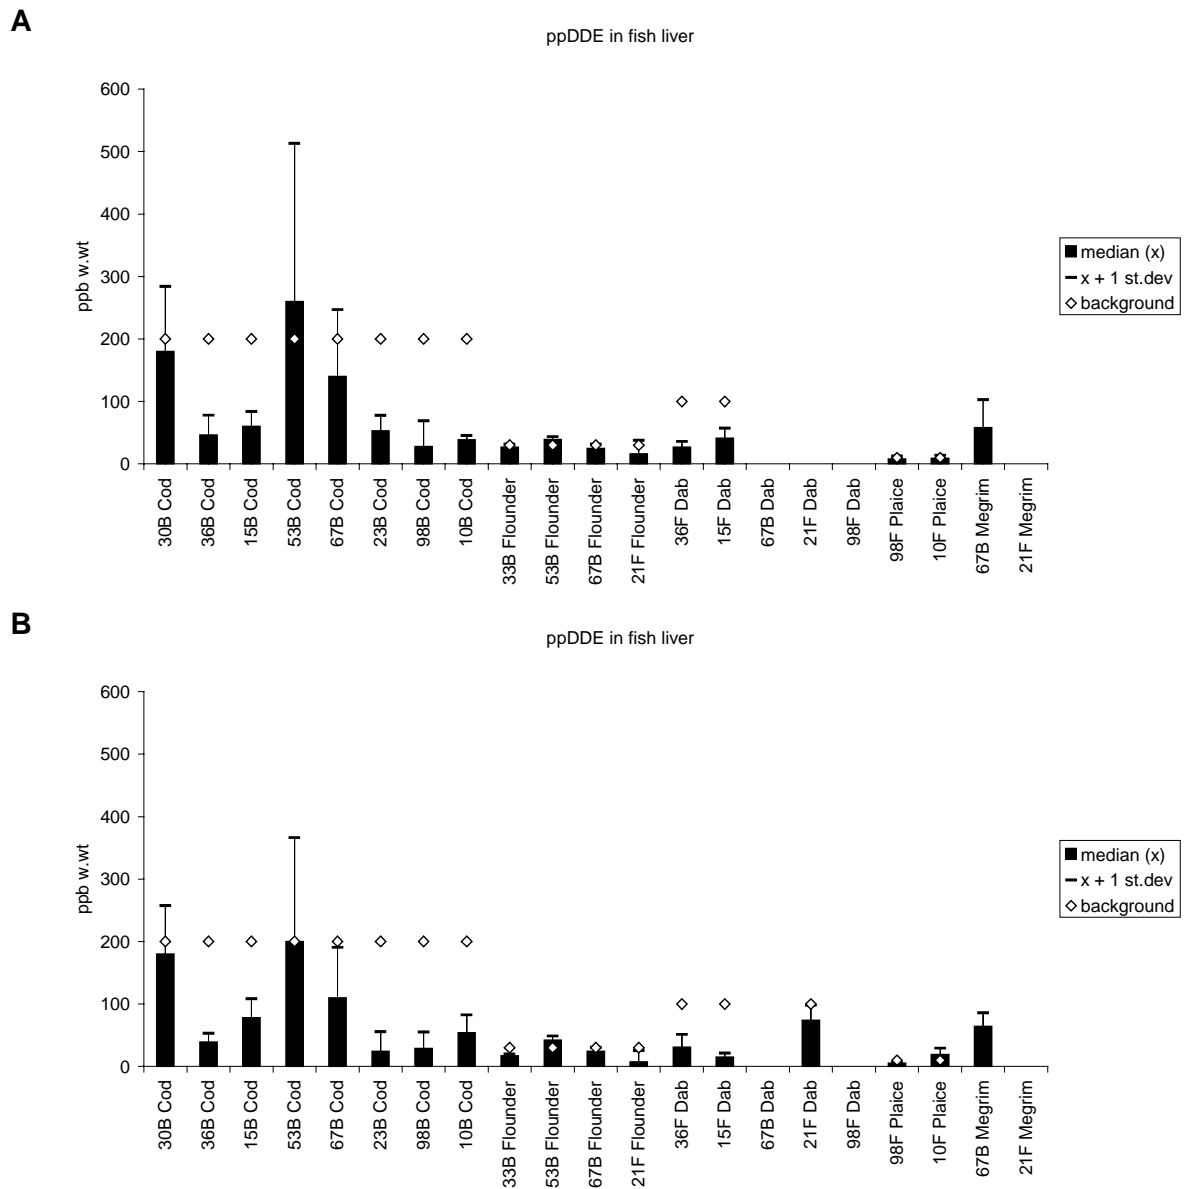 A
ppDDE in fish liver
600
500
400
300
200
100
0
ppb w.wt
30B Cod
36B Cod
15B Cod
53B Cod
67B Cod
23B Cod
98B Cod
10B Cod
33B Flounder
53B Flounder
67B Flounder
21F Flounder
36F Dab
15F Dab
67B Dab
21F Dab
98F Dab
98F Plaice
10F Plaice
67B Megrim
21F Megrim
median (x)
x + 1 st.dev
background
B
ppDDE in fish liver
600
500
400
300
200
100
0
ppb w.wt
30B Cod
36B Cod
15B Cod
53B Cod
67B Cod
23B Cod
98B Cod
10B Cod
33B Flounder
53B Flounder
67B Flounder
21F Flounder
36F Dab
15F Dab
67B Dab
21F Dab
98F Dab
98F Plaice
10F Plaice
67B Megrim
21F Megrim
median (x)
x + 1 st.dev
background